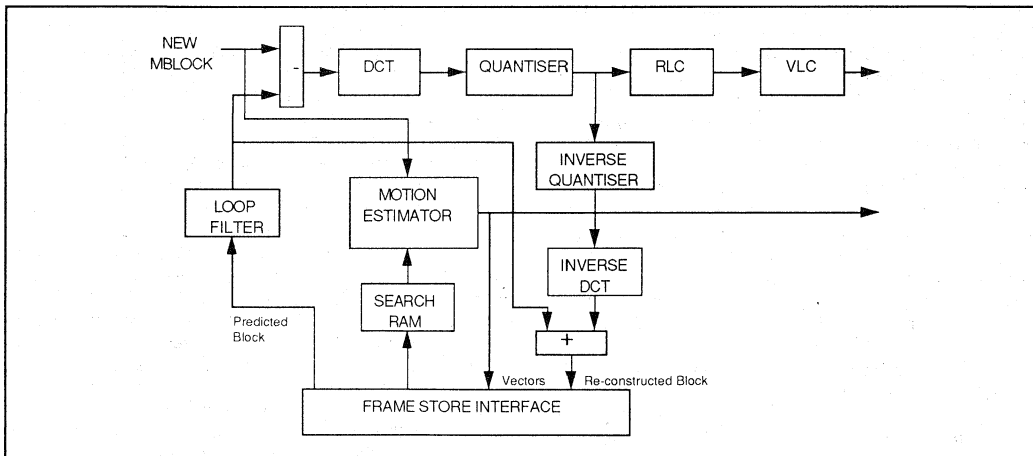 NEW
MBLOCK
-
DCT
QUANTISER
RLC
VLC
INVERSE
QUANTISER
LOOP
FILTER
MOTION
ESTIMATOR
INVERSE
DCT
SEARCH
RAM
Predicted
Block
+
Vectors
Re-constructed Block
FRAME STORE INTERFACE